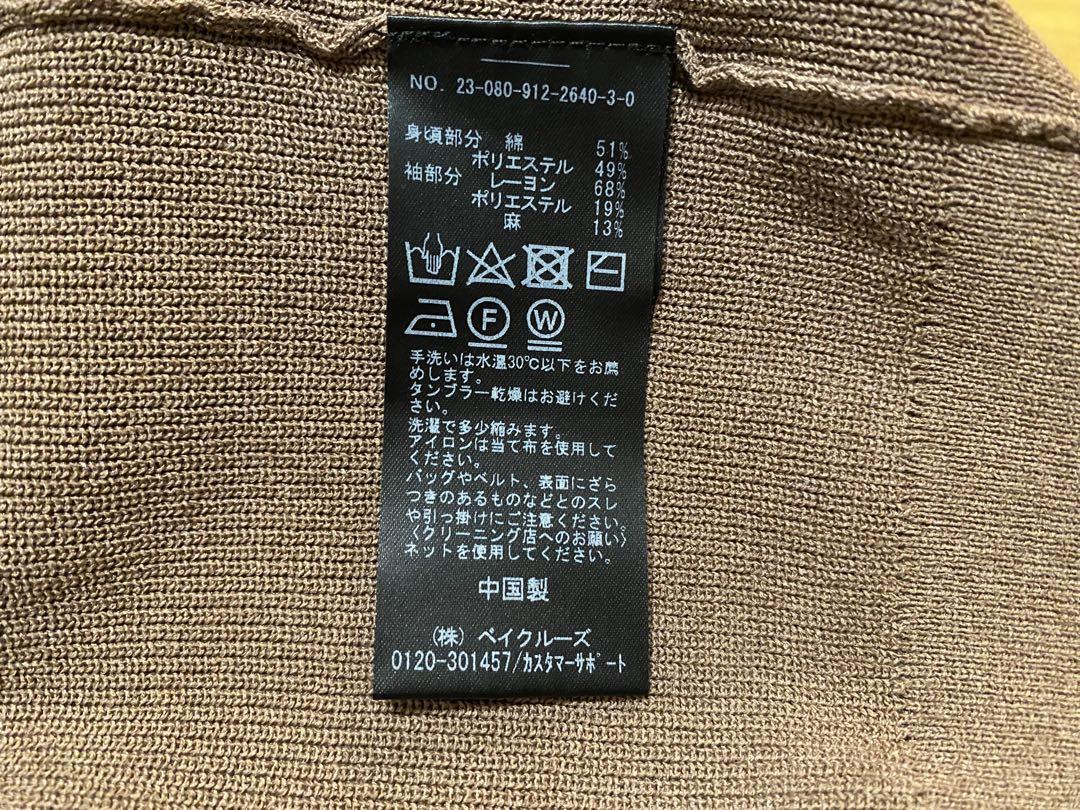 NO. 23-080-912-2640-3-0
身頃部分 綿 51%
ポリエステル 49%
袖部分 レーヨン 68%
ポリエステル 19%
麻 13%
F W
手洗いは水温30℃以下をお薦
めします。
タンブラー乾燥はお避けくだ
さい。
洗濯で多少縮みます。
アイロンは当て布を使用して
ください。
バッグやベルト、表面にざら
つきのあるものなどとのスレ
や引っ掛けにご注意ください。
〈クリーニング店へのお願い〉
ネットを使用してください。
中国製
(株) ベイクルーズ
0120-301457/カスタマーサポート